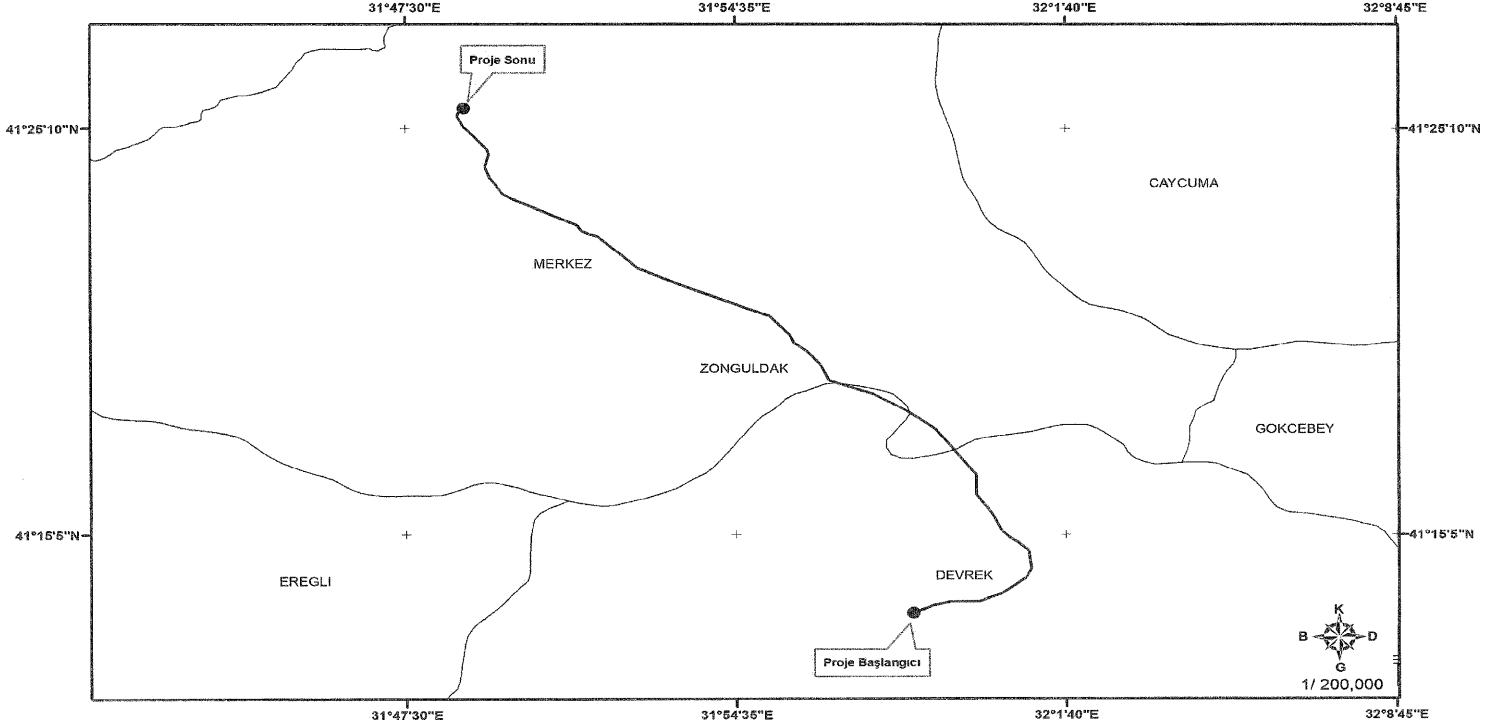 31°47'30"E
31°54'35"E
32°1'40"E
32°8'45"E
Proje Sonu
41°25'10"N
41°25'10"N
CAYCUMA
MERKEZ
ZONGULDAK
GOKCEBEY
41°15'5"N
41°15'5"N
EREGLI
DEVREK
K
B
D
G
Proje Başlangıcı
1/ 200,000
31°47'30"E
31°54'35"E
32°1'40"E
32°8'45"E